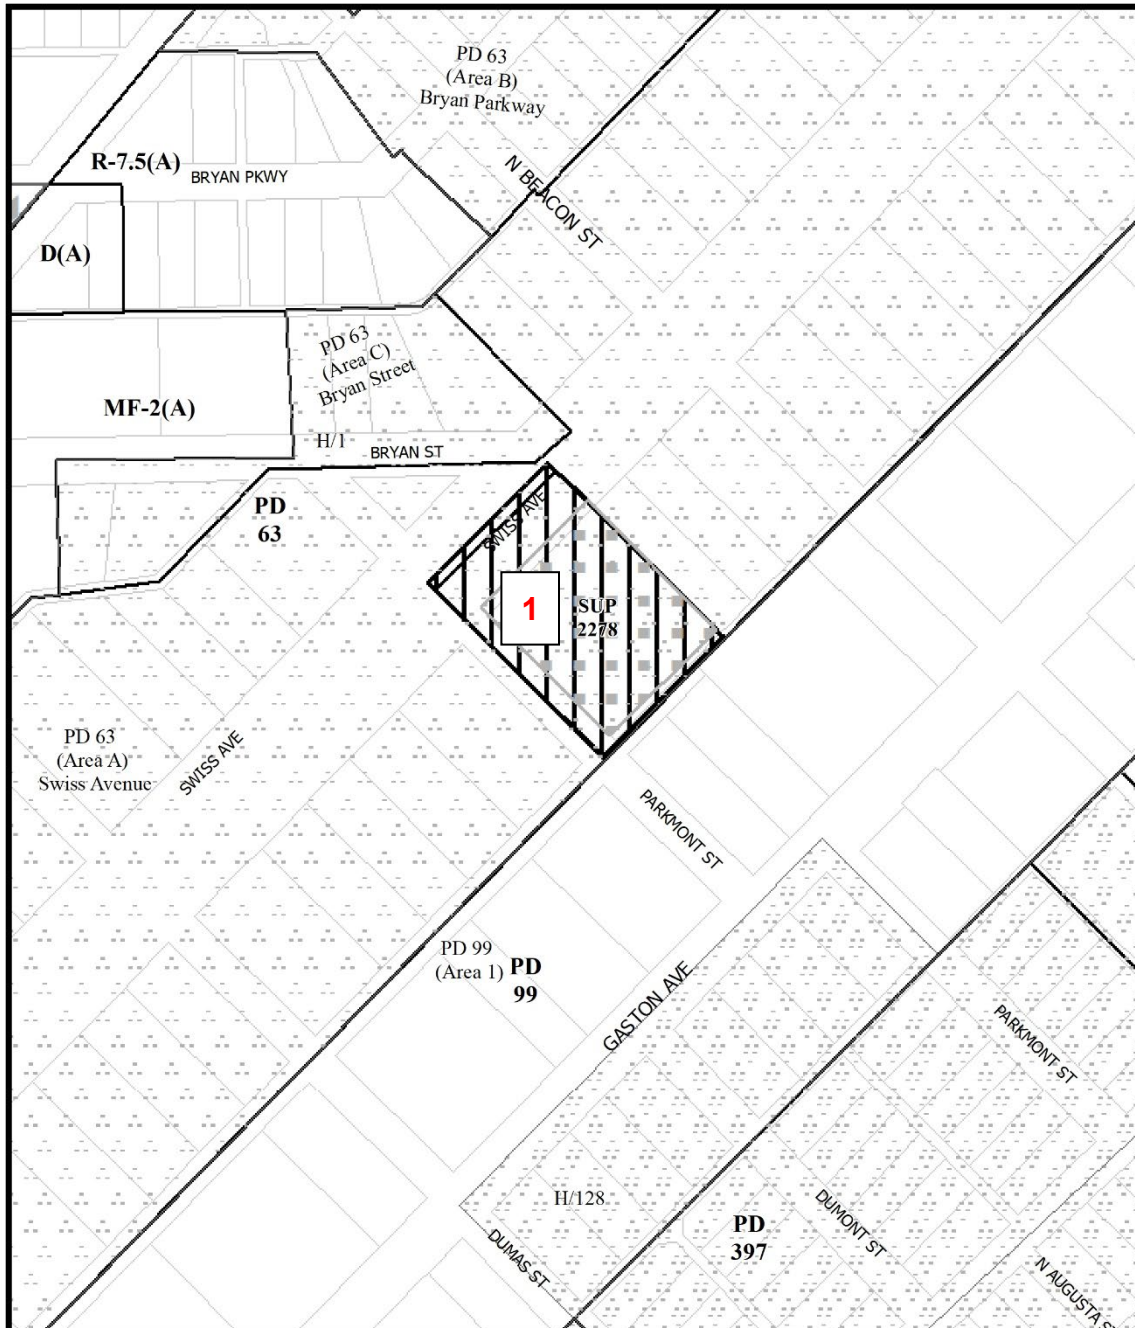 PD 63
(Area B)
Bryan Parkway
R-7.5(A)
BRYAN PKWY
N BEACON ST
D(A)
PD 63
(Area C)
Bryan Street
MF-2(A)
H/1
BRYAN ST
PD
63
SWISS AVE
1
SUP
2278
PD 63
(Area A)
Swiss Avenue
SWISS AVE
PARKMONT ST
PD 99
(Area 1)
PD
99
GASTON AVE
PARKMONT ST
H/128
PD
397
DUMONT ST
DUMAS ST
N AUGUSTA ST